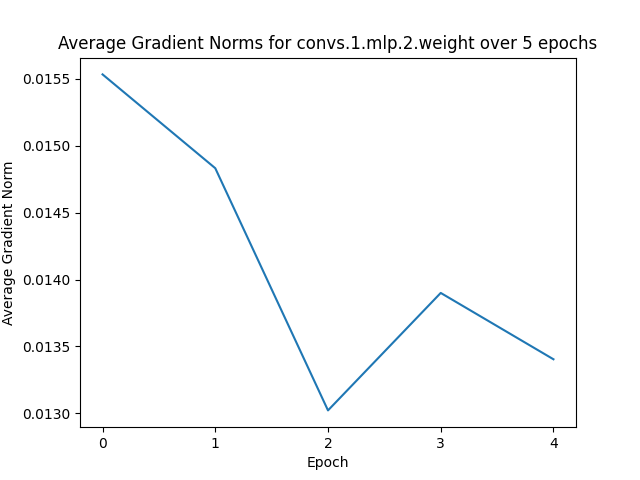 Average Gradient Norms for convs.1.mlp.2.weight over 5 epochs
0.0155
0.0150
0.0145
0.0140
0.0135
0.0130
Average Gradient Norm
0 1 2 3 4
Epoch